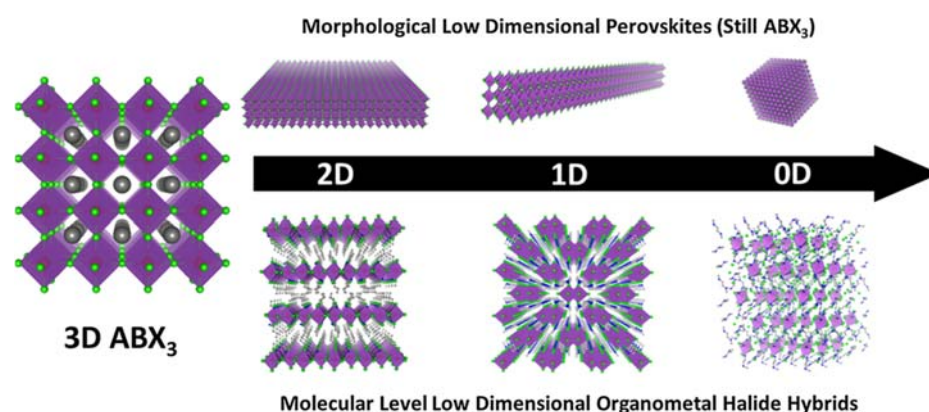 Morphological Low Dimensional Perovskites (Still ABX₃)
2D 1D 0D
3D ABX₃
Molecular Level Low Dimensional Organometal Halide Hybrids